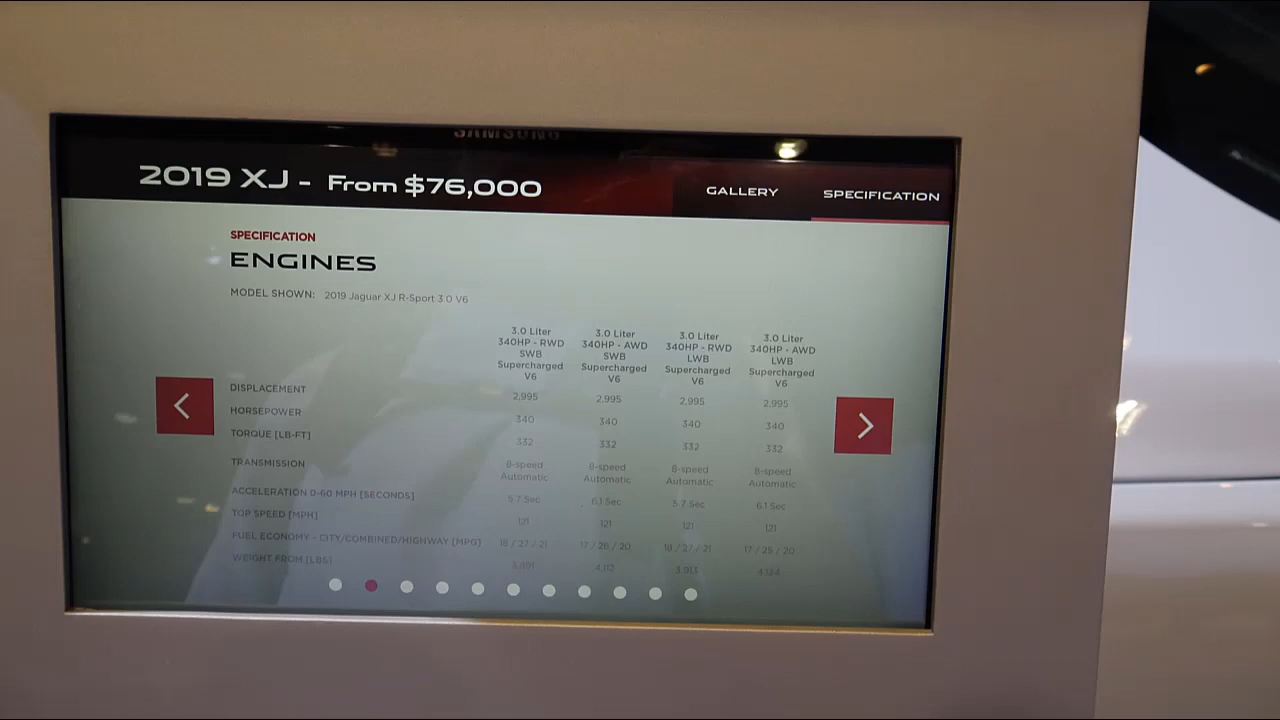 SAMSUNG
2019 XJ - From $76,000
GALLERY
SPECIFICATION
SPECIFICATION
ENGINES
MODEL SHOWN: 2019 Jaguar XJ R-Sport 3.0 V6
3.0 Liter 3.0 Liter 3.0 Liter 3.0 Liter
340HP - RWD 340HP - AWD 340HP - RWD 340HP - AWD
SWB SWB LWB LWB
Supercharged Supercharged Supercharged Supercharged
V6 V6 V6 V6
DISPLACEMENT 2,995 2,995 2,995 2,995
HORSEPOWER 340 340 340 340
TORQUE [LB-FT] 332 332 332 332
TRANSMISSION 8-speed 8-speed 8-speed 8-speed
Automatic Automatic Automatic Automatic
ACCELERATION 0-60 MPH [SECONDS] 5.7 Sec 6.1 Sec 5.7 Sec 6.1 Sec
TOP SPEED [MPH] 121 121 121 121
FUEL ECONOMY - CITY/COMBINED/HIGHWAY [MPG] 18 / 27 / 21 17 / 26 / 20 18 / 27 / 21 17 / 25 / 20
WEIGHT FROM [LBS] 4,112